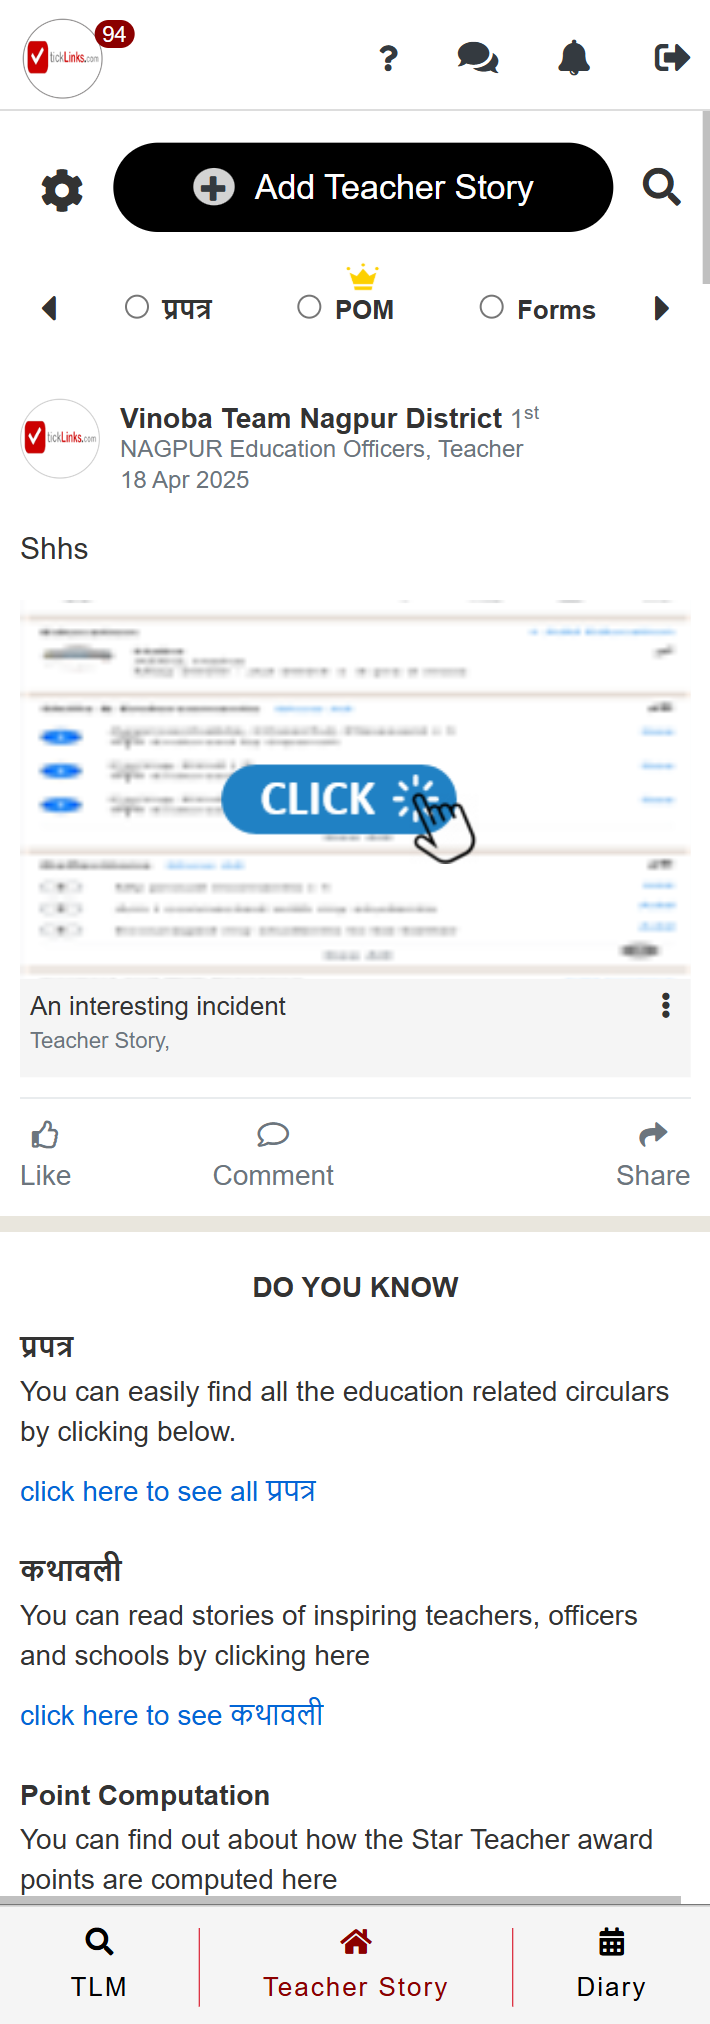 94
tickLinks.com
?
Add Teacher Story
प्रपत्र
POM
Forms
tickLinks.com
Vinoba Team Nagpur District 1st
NAGPUR Education Officers, Teacher
18 Apr 2025
Shhs
CLICK
An interesting incident
Teacher Story,
Like
Comment
Share
DO YOU KNOW
प्रपत्र
You can easily find all the education related circulars
by clicking below.
click here to see all प्रपत्र
कथावली
You can read stories of inspiring teachers, officers
and schools by clicking here
click here to see कथावली
Point Computation
You can find out about how the Star Teacher award
points are computed here
TLM
Teacher Story
Diary